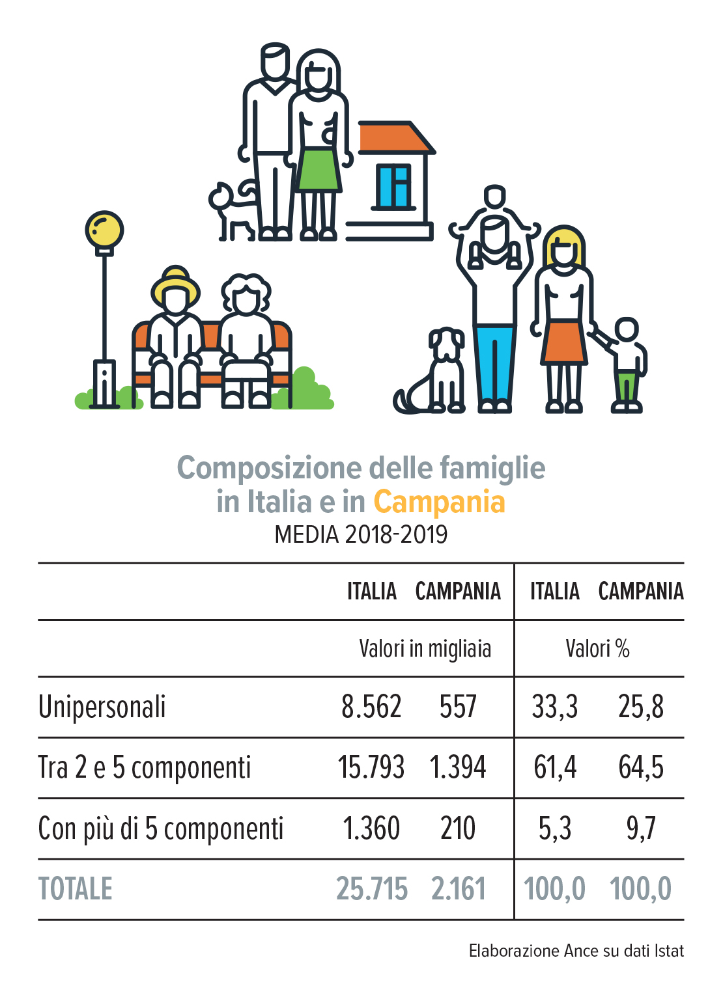 Composizione delle famiglie
in Italia e in Campania
MEDIA 2018-2019
ITALIA CAMPANIA ITALIA CAMPANIA
Valori in migliaia Valori %
Unipersonali 8.562 557 33,3 25,8
Tra 2 e 5 componenti 15.793 1.394 61,4 64,5
Con più di 5 componenti 1.360 210 5,3 9,7
TOTALE 25.715 2.161 100,0 100,0
Elaborazione Ance su dati Istat